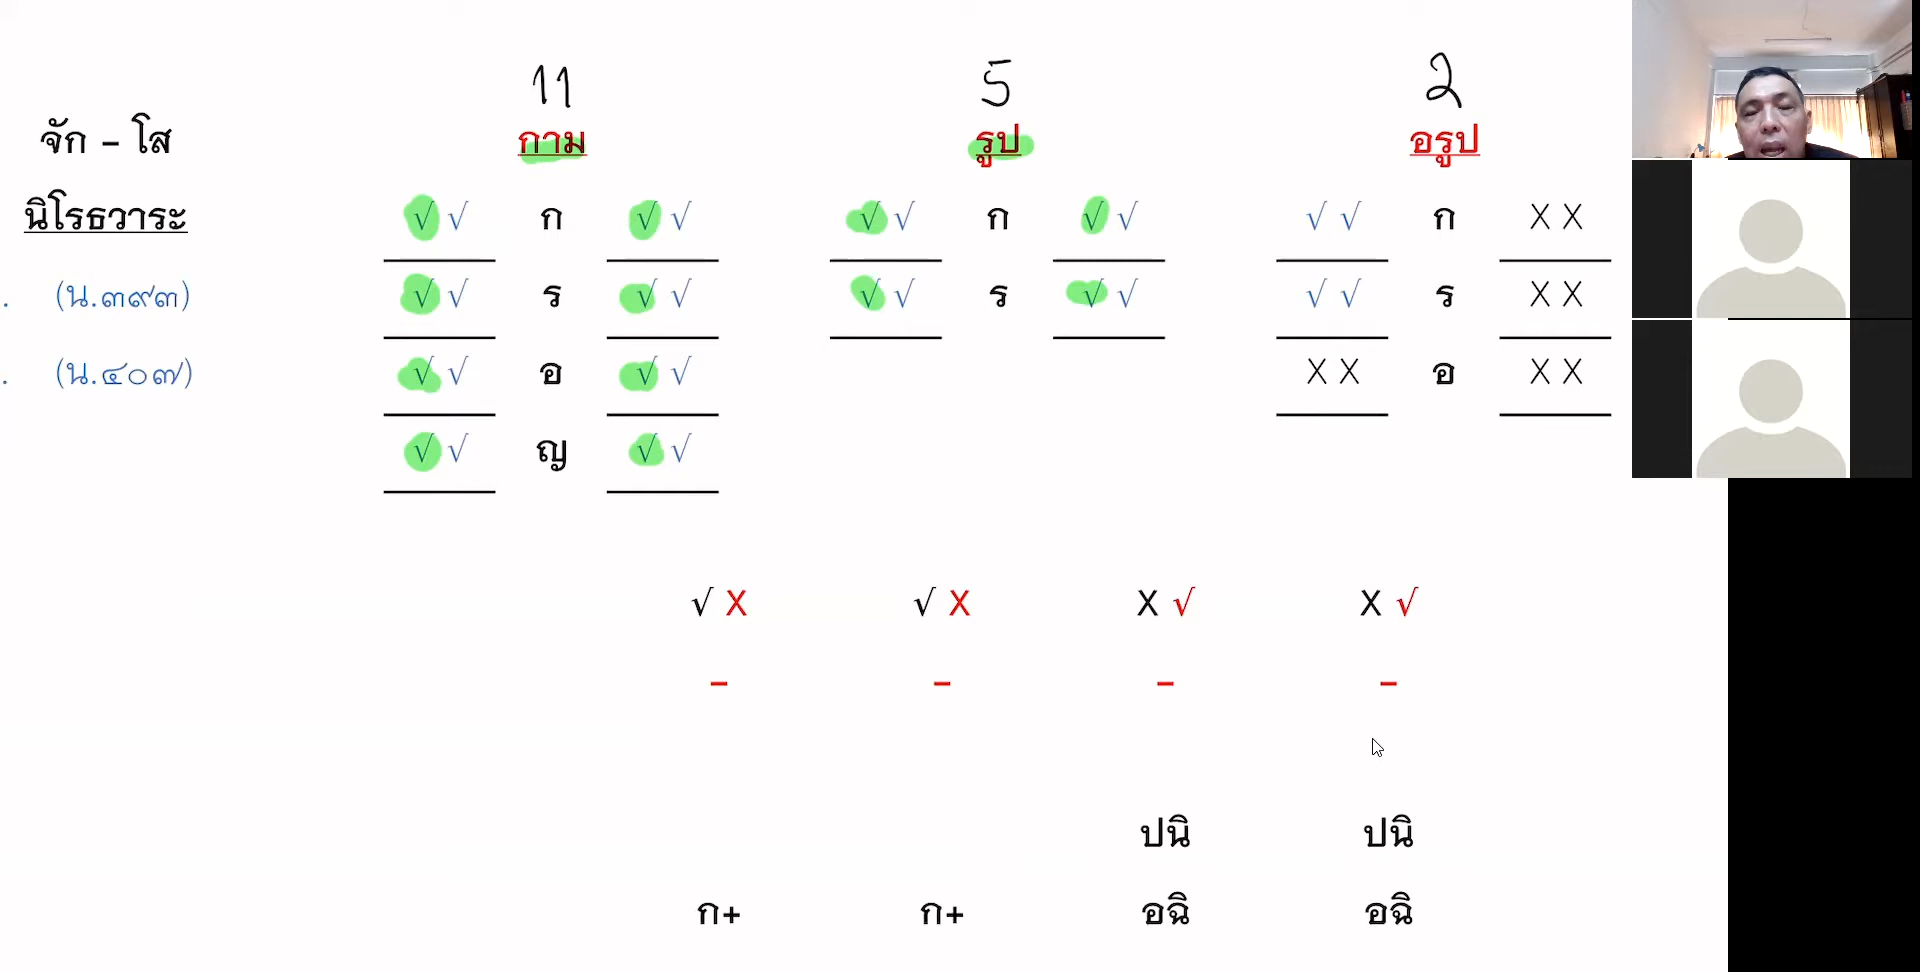 11 5 2
จัก – โส กาม รูป อรูป
นิโรธวาระ √ √ ก √ √ √ √ ก √ √ √ √ ก X X
. (น.๓๙๓) √ √ ร √ √ √ √ ร √ √ √ √ ร X X
. (น.๔๐๗) √ √ อ √ √ X X อ X X
√ √ ญ √ √
√ X √ X X √ X √
– – – –
ปนิ ปนิ
ก+ ก+ อฉิ อฉิ